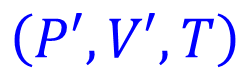 (P′, V′, T)